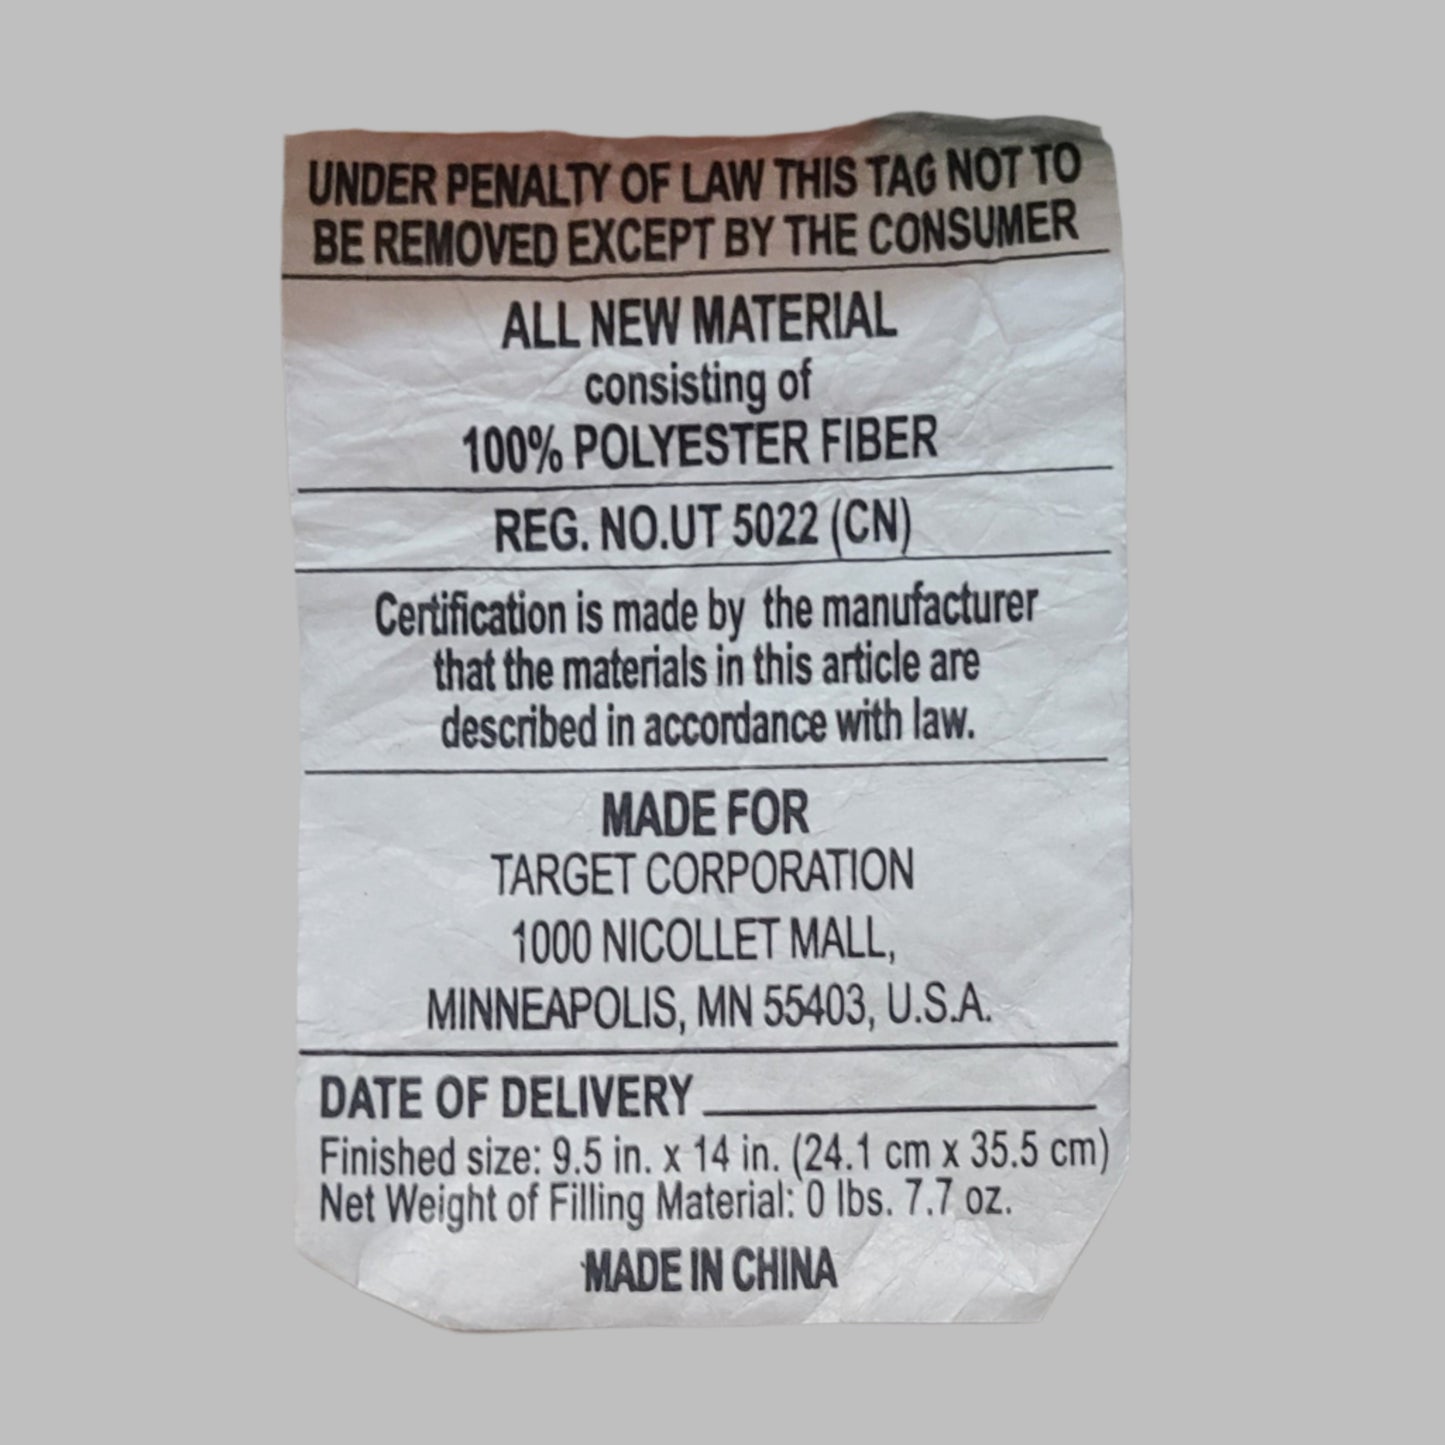 UNDER PENALTY OF LAW THIS TAG NOT TO
BE REMOVED EXCEPT BY THE CONSUMER
ALL NEW MATERIAL
consisting of
100% POLYESTER FIBER
REG. NO.UT 5022 (CN)
Certification is made by the manufacturer
that the materials in this article are
described in accordance with law.
MADE FOR
TARGET CORPORATION
1000 NICOLLET MALL,
MINNEAPOLIS, MN 55403, U.S.A.
DATE OF DELIVERY
Finished size: 9.5 in. x 14 in. (24.1 cm x 35.5 cm)
Net Weight of Filling Material: 0 lbs. 7.7 oz.
MADE IN CHINA